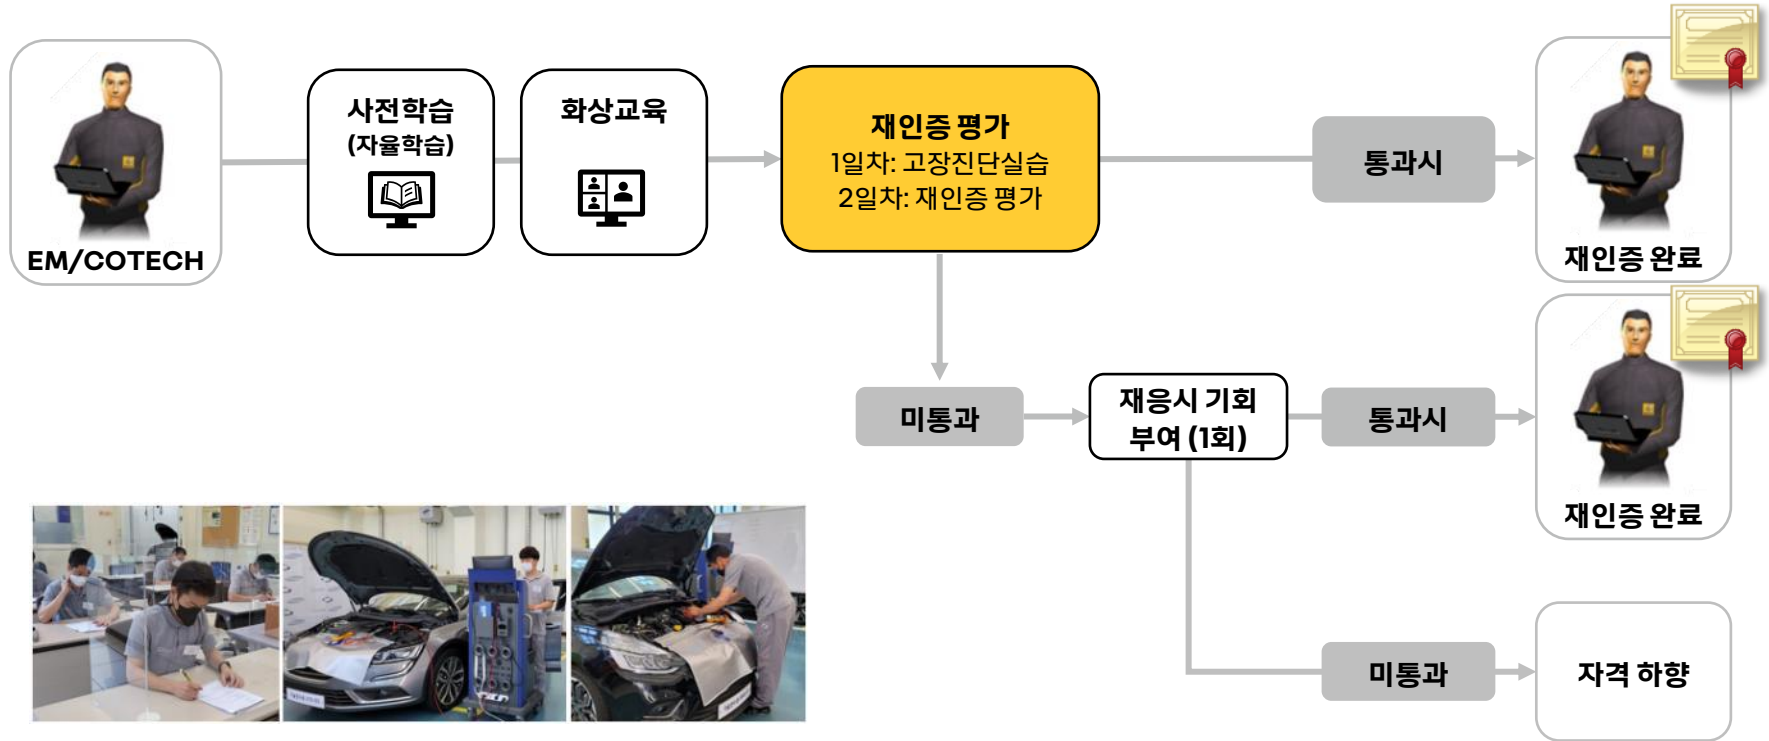 EM/COTECH
사전학습
(자율학습)
화상교육
재인증 평가
1일차: 고장진단실습
2일차: 재인증 평가
통과시
재인증 완료
미통과
재응시 기회
부여 (1회)
통과시
재인증 완료
미통과
자격 하향